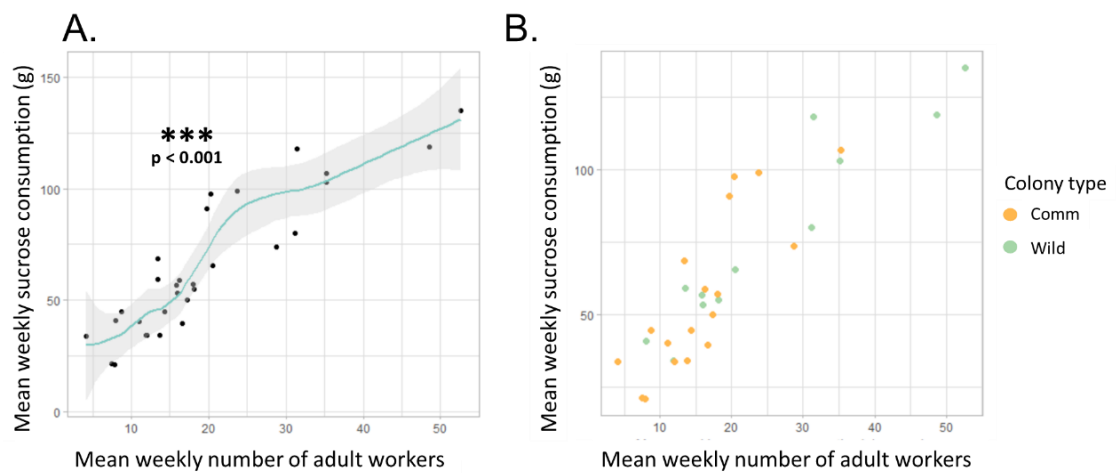 A.
Mean weekly sucrose consumption (g)
150
100
50
0
***
p < 0.001
10
20
30
40
50
Mean weekly number of adult workers
B.
Mean weekly sucrose consumption (g)
100
50
10
20
30
40
50
Mean weekly number of adult workers
Colony type
Comm
Wild